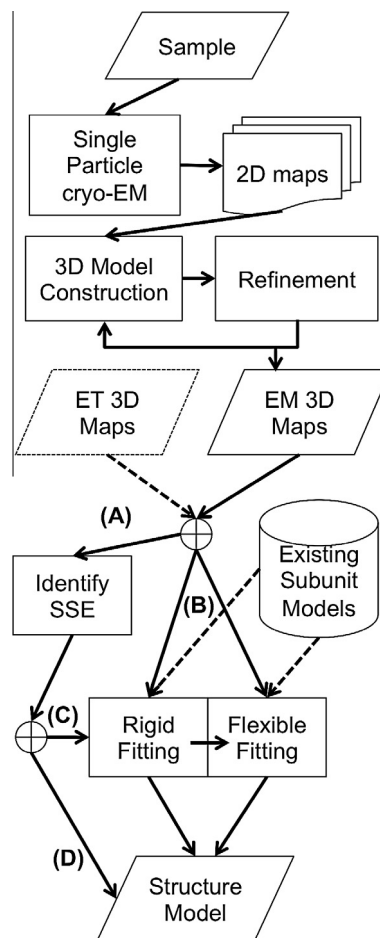 Sample
Single
Particle
cryo-EM
2D maps
3D Model
Construction
Refinement
ET 3D
Maps
EM 3D
Maps
(A)
Identify
SSE
(B)
Existing
Subunit
Models
(C)
Rigid
Fitting
Flexible
Fitting
(D)
Structure
Model